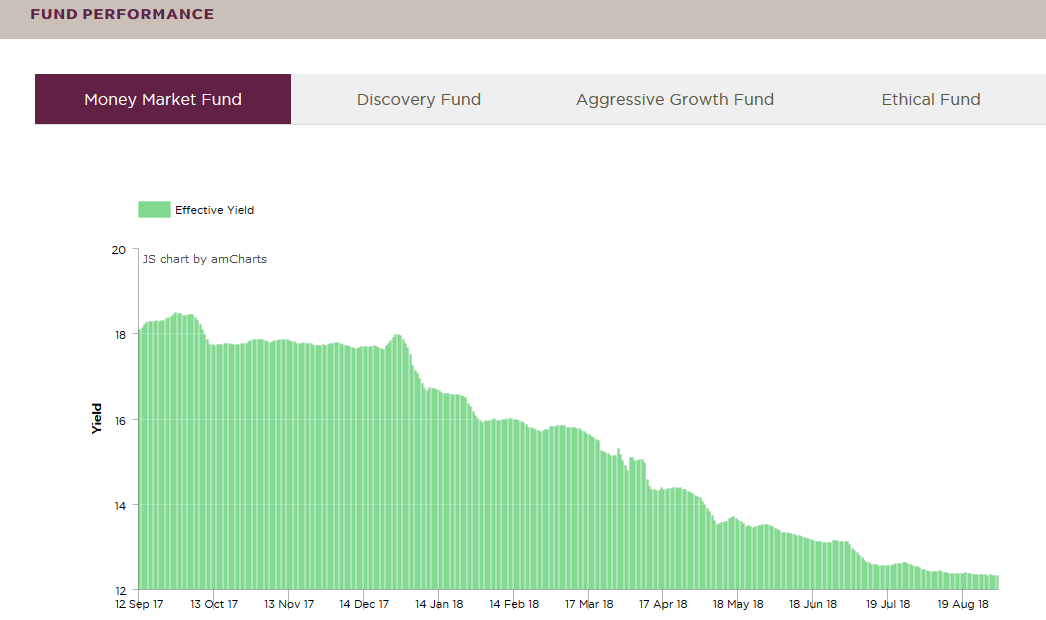 FUND PERFORMANCE
Money Market Fund
Discovery Fund
Aggressive Growth Fund
Ethical Fund
Effective Yield
20
JS chart by amCharts
18
16
14
12
Yield
12 Sep 17
13 Oct 17
13 Nov 17
14 Dec 17
14 Jan 18
14 Feb 18
17 Mar 18
17 Apr 18
18 May 18
18 Jun 18
19 Jul 18
19 Aug 18